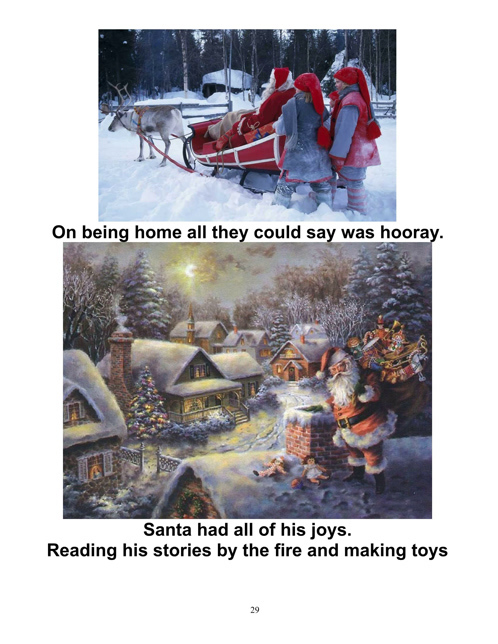 On being home all they could say was hooray.
Santa had all of his joys.
Reading his stories by the fire and making toys
29